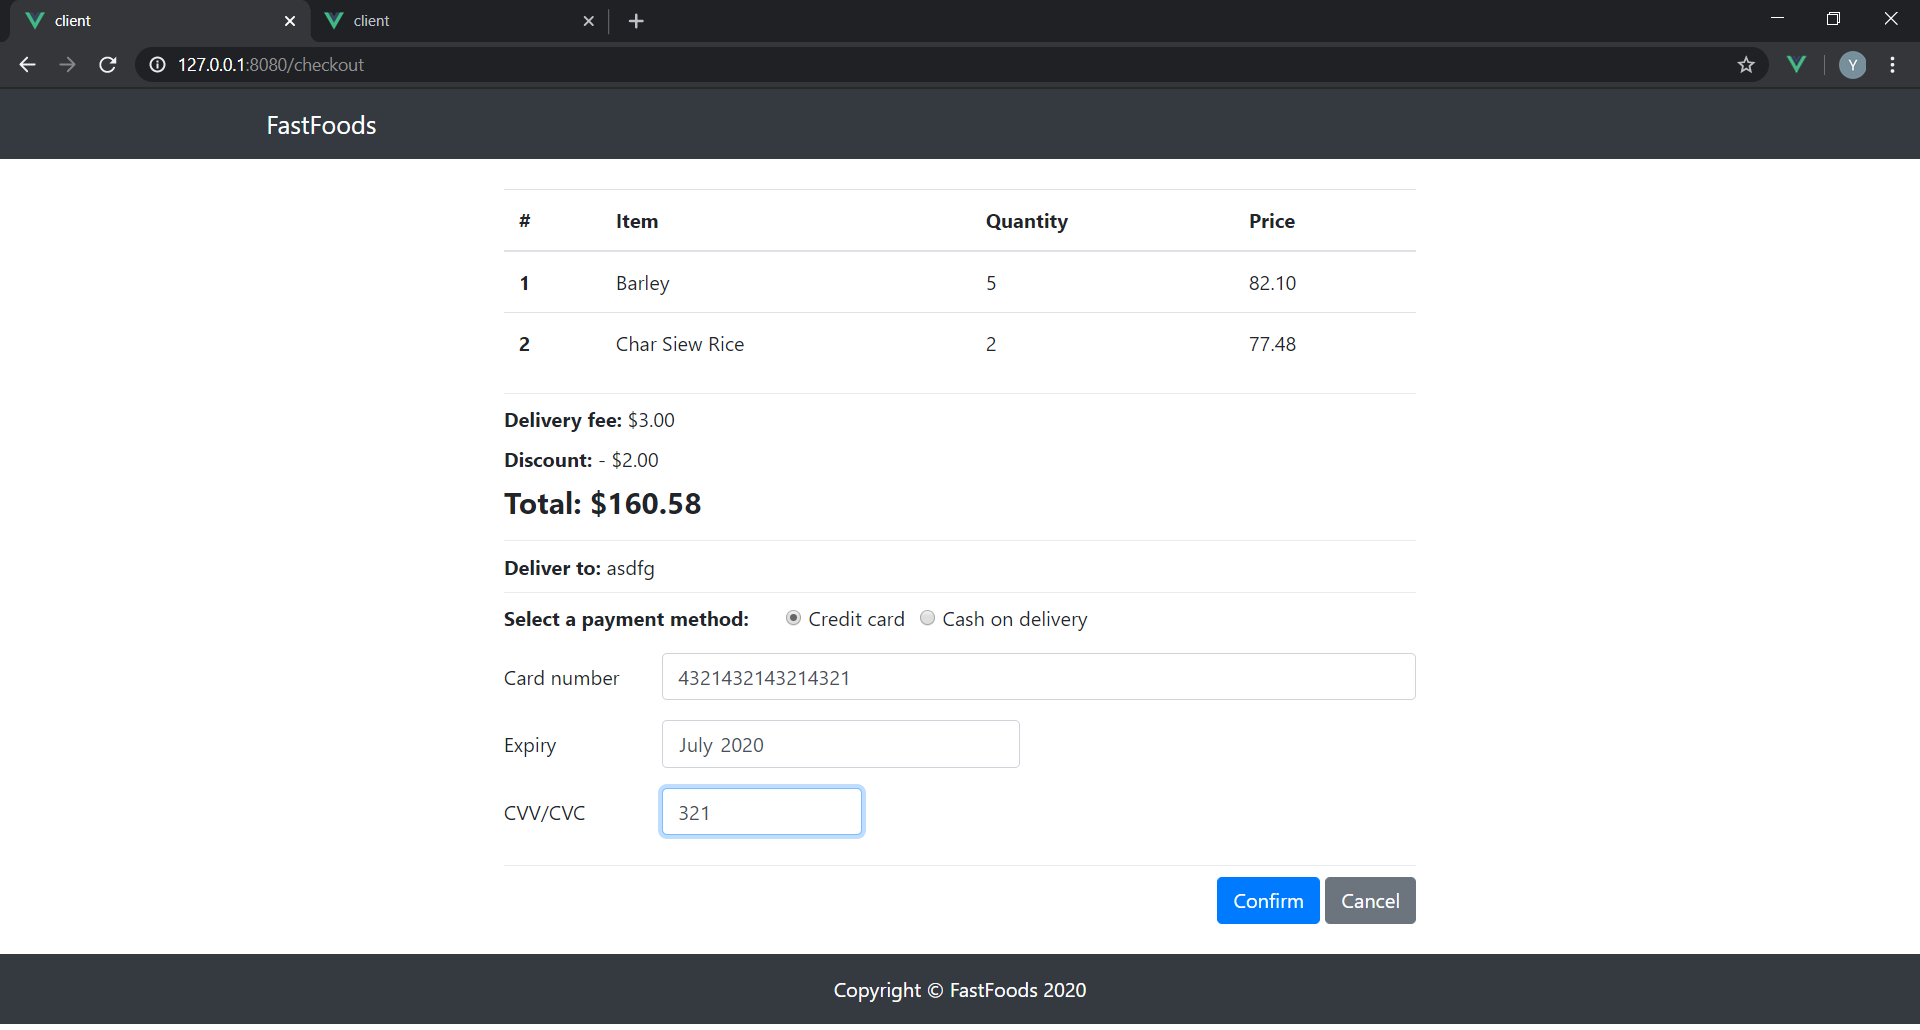 client
client
127.0.0.1:8080/checkout
Y
FastFoods
# Item Quantity Price
1 Barley 5 82.10
2 Char Siew Rice 2 77.48
Delivery fee: $3.00
Discount: - $2.00
Total: $160.58
Deliver to: asdfg
Select a payment method: Credit card Cash on delivery
Card number 4321432143214321
Expiry July 2020
CVV/CVC 321
Confirm Cancel
Copyright © FastFoods 2020